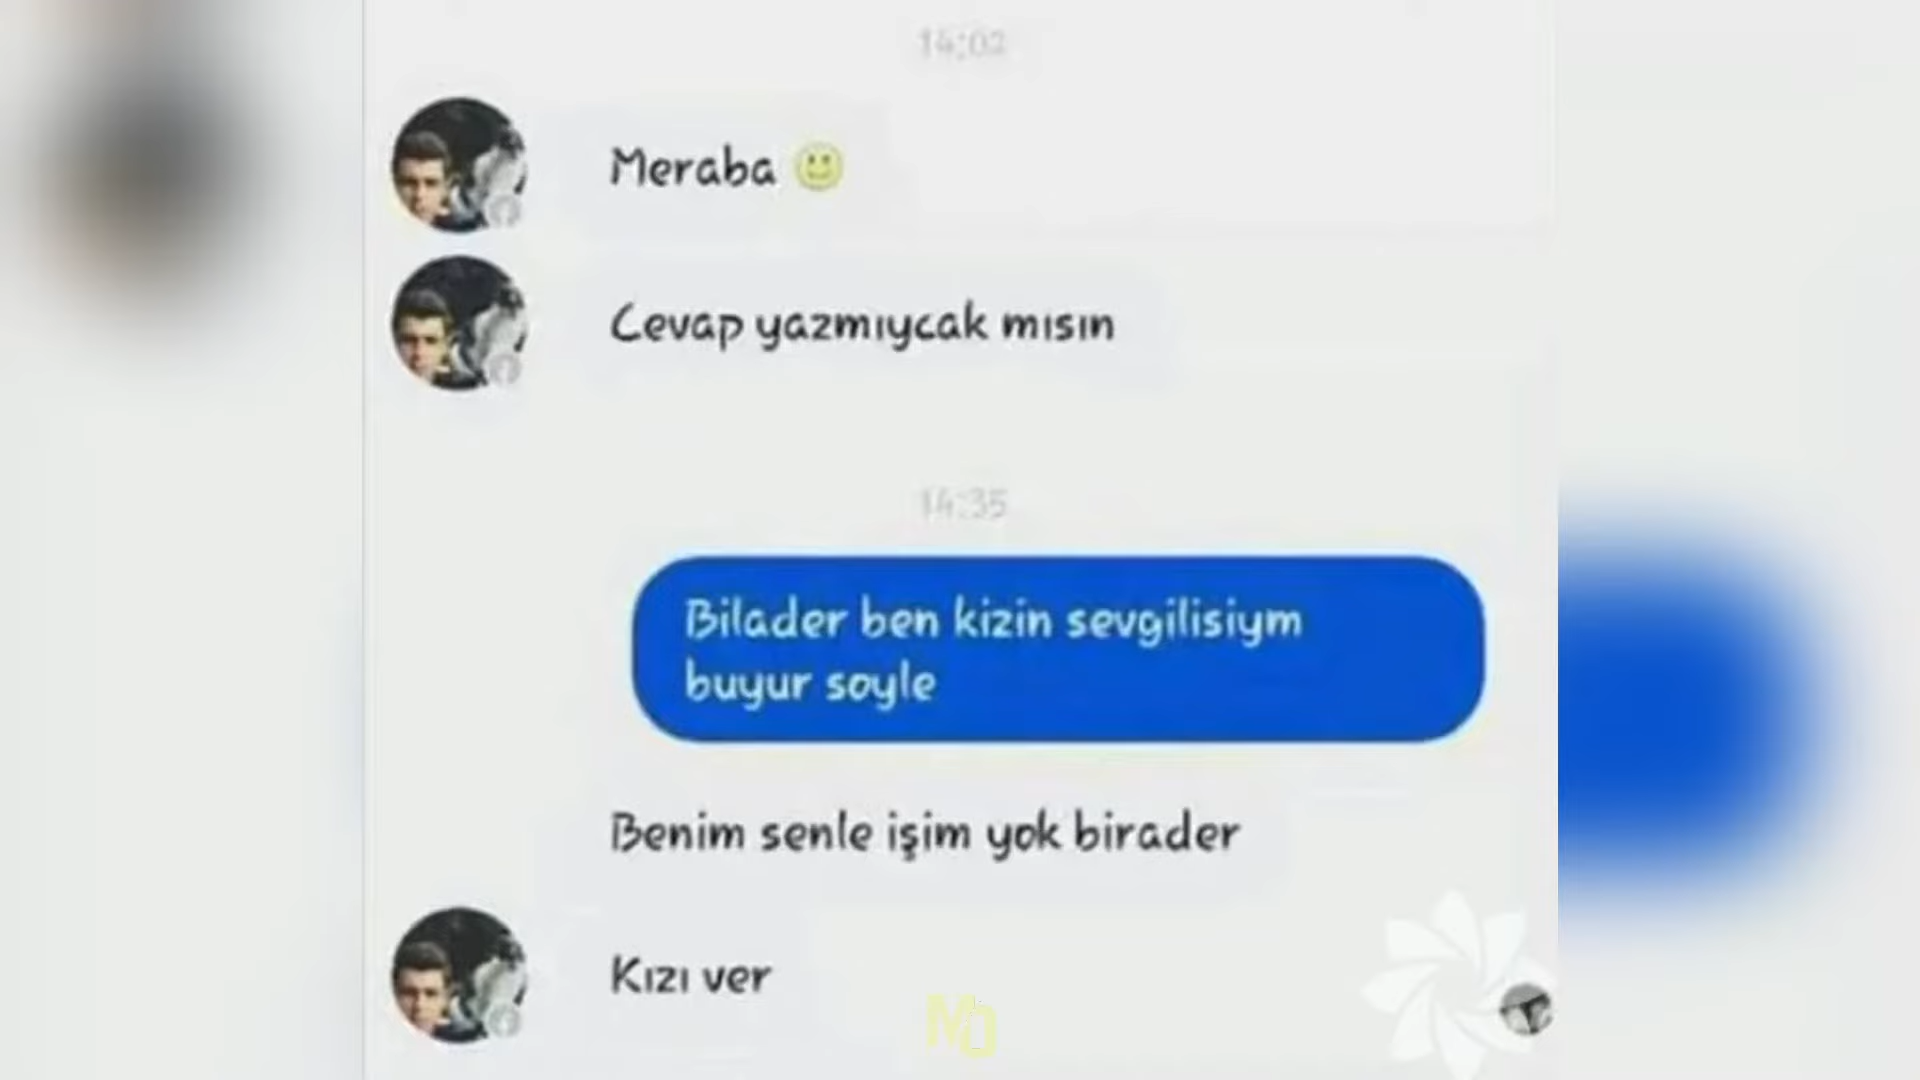 14:02
Meraba 🙂
Cevap yazmıycak mısın
14:35
Bilader ben kizin sevgilisiym
buyur soyle
Benim senle işim yok birader
Kızı ver
MO